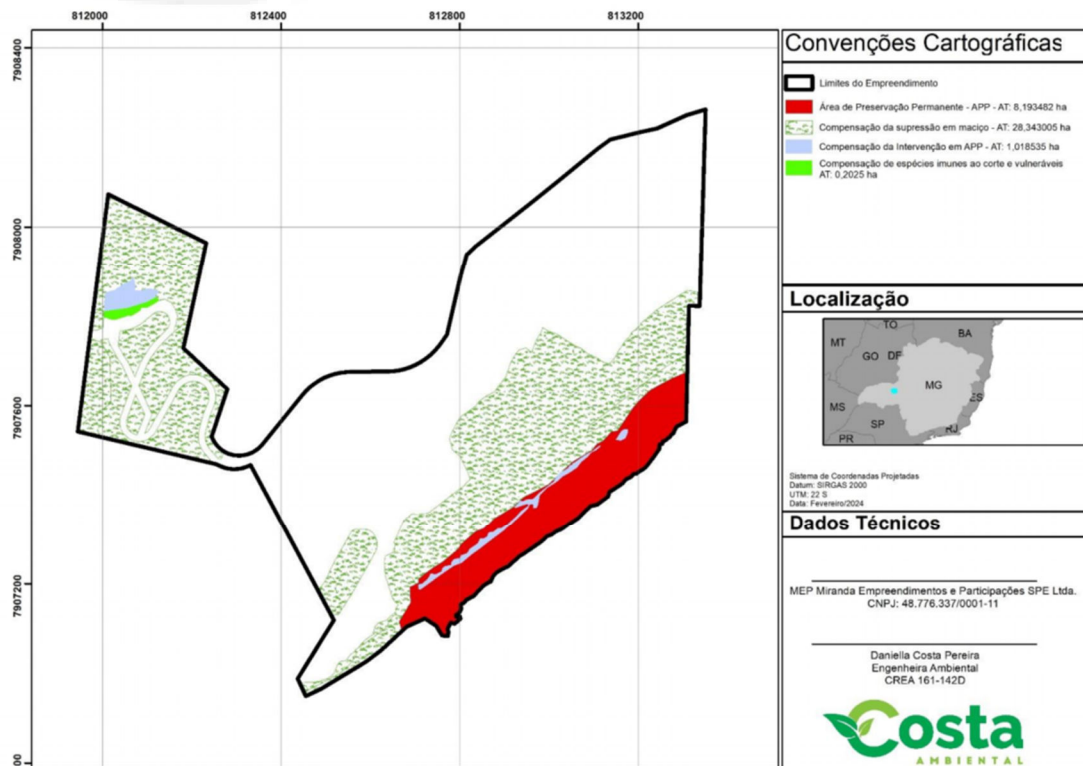 812000
812400
812800
813200
7908400
7908000
7907600
7907200
00
Convenções Cartográficas
Limites do Empreendimento
Área de Preservação Permanente - APP - AT: 8,193482 ha
Compensação da supressão em maciço - AT: 28,343005 ha
Compensação da Intervenção em APP - AT: 1,018535 ha
Compensação de espécies imunes ao corte e vulneráveis
AT: 0,2025 ha
Localização
TO
BA
MT
GO
DF
MG
ES
MS
SP
RJ
PR
Sistema de Coordenadas Projetadas
Datum: SIRGAS 2000
UTM: 22 S
Data: Fevereiro/2024
Dados Técnicos
MEP Miranda Empreendimentos e Participações SPE Ltda.
CNPJ: 48.776.337/0001-11
Daniella Costa Pereira
Engenheira Ambiental
CREA 161-142D
Costa
AMBIENTAL